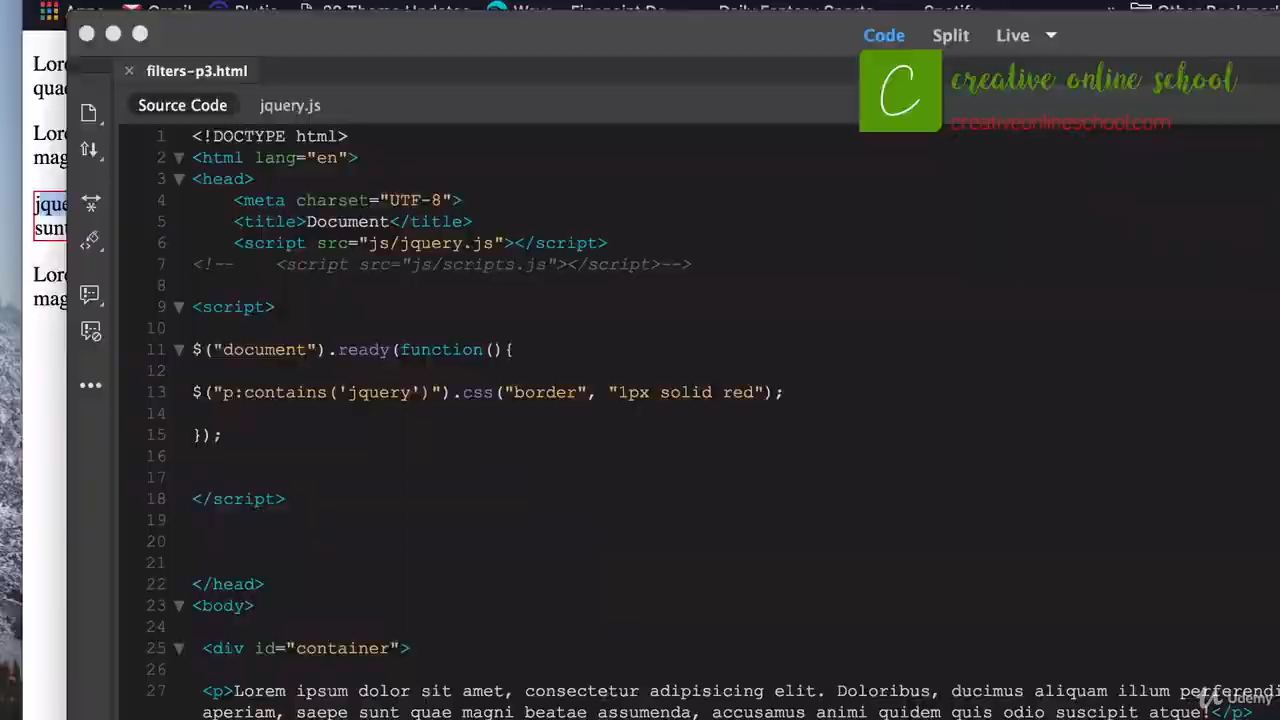 Code Split Live
creative online school
creativeonlineschool.com
C
× filters-p3.html
Source Code jquery.js
Lore
quae
Lore
mag
jque
sunt
Lore
mag
1 <!DOCTYPE html>
2 <html lang="en">
3 <head>
4 <meta charset="UTF-8">
5 <title>Document</title>
6 <script src="js/jquery.js"></script>
7 <!-- <script src="js/scripts.js"></script>-->
8
9 <script>
10
11 $("document").ready(function(){
12
13 $("p:contains('jquery')").css("border", "1px solid red");
14
15 });
16
17
18 </script>
19
20
21
22 </head>
23 <body>
24
25 <div id="container">
26
27 <p>Lorem ipsum dolor sit amet, consectetur adipisicing elit. Doloribus, ducimus aliquam illum perferendi
aperiam, saepe sunt quae magni beatae assumenda, accusamus animi quidem quis odio suscipit atque!</p>
Udemy